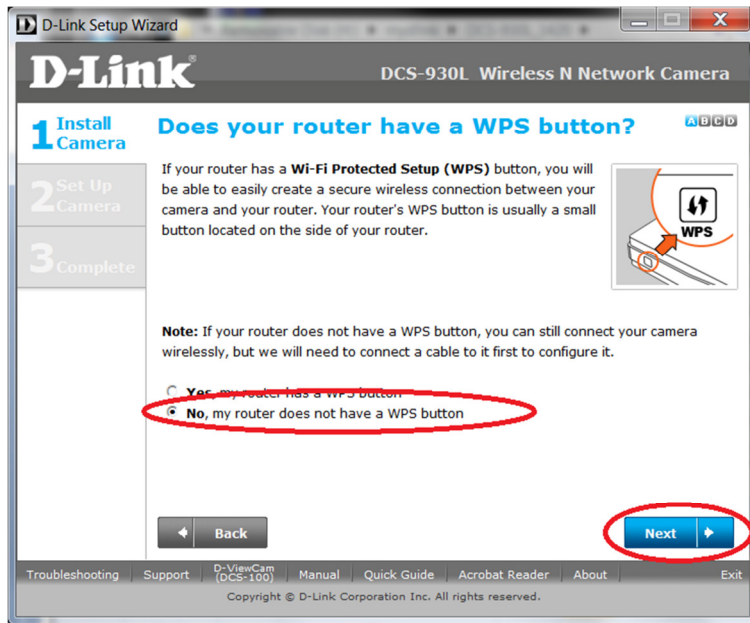 D-Link Setup Wizard
D-Link
DCS-930L Wireless N Network Camera
1 Install
Camera
2 Set Up
Camera
3 Complete
Does your router have a WPS button?
A B C D
If your router has a Wi-Fi Protected Setup (WPS) button, you will
be able to easily create a secure wireless connection between your
camera and your router. Your router's WPS button is usually a small
button located on the side of your router.
WPS
Note: If your router does not have a WPS button, you can still connect your camera
wirelessly, but we will need to connect a cable to it first to configure it.
Yes, my router has a WPS button
No, my router does not have a WPS button
Back
Next
Troubleshooting
Support
D-ViewCam
(DCS-100)
Manual
Quick Guide
Acrobat Reader
About
Exit
Copyright © D-Link Corporation Inc. All rights reserved.